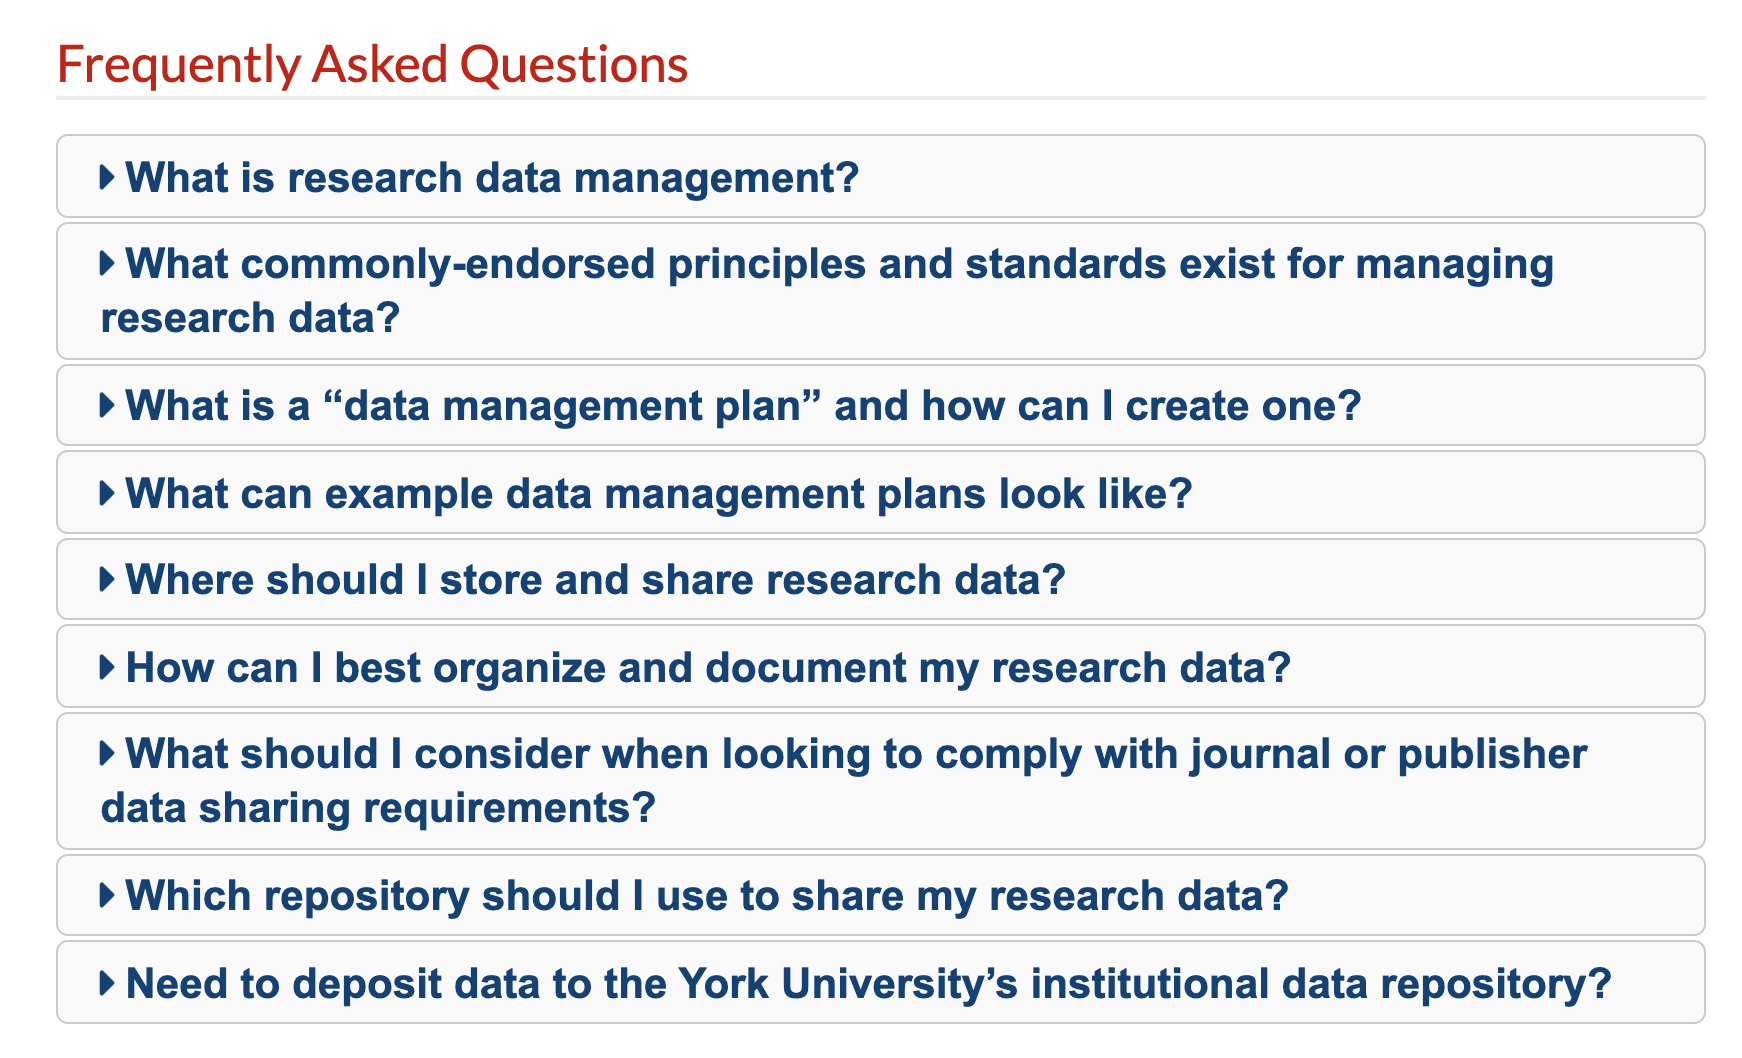 Frequently Asked Questions
What is research data management?
What commonly-endorsed principles and standards exist for managing
research data?
What is a “data management plan” and how can I create one?
What can example data management plans look like?
Where should I store and share research data?
How can I best organize and document my research data?
What should I consider when looking to comply with journal or publisher
data sharing requirements?
Which repository should I use to share my research data?
Need to deposit data to the York University’s institutional data repository?